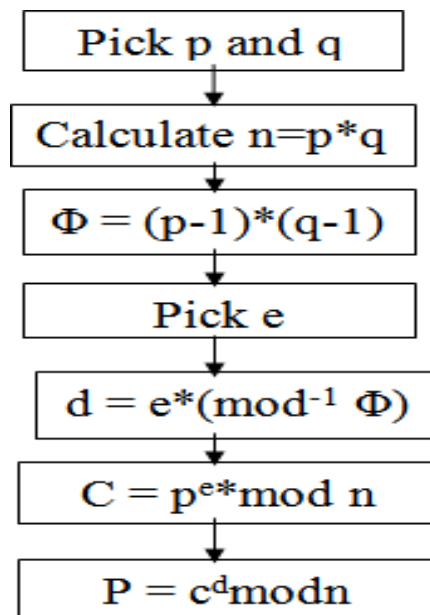 Pick p and q
Calculate n=p*q
Φ = (p-1)*(q-1)
Pick e
d = e*(mod⁻¹ Φ)
C = pᵉ*mod n
P = cᵈmodn